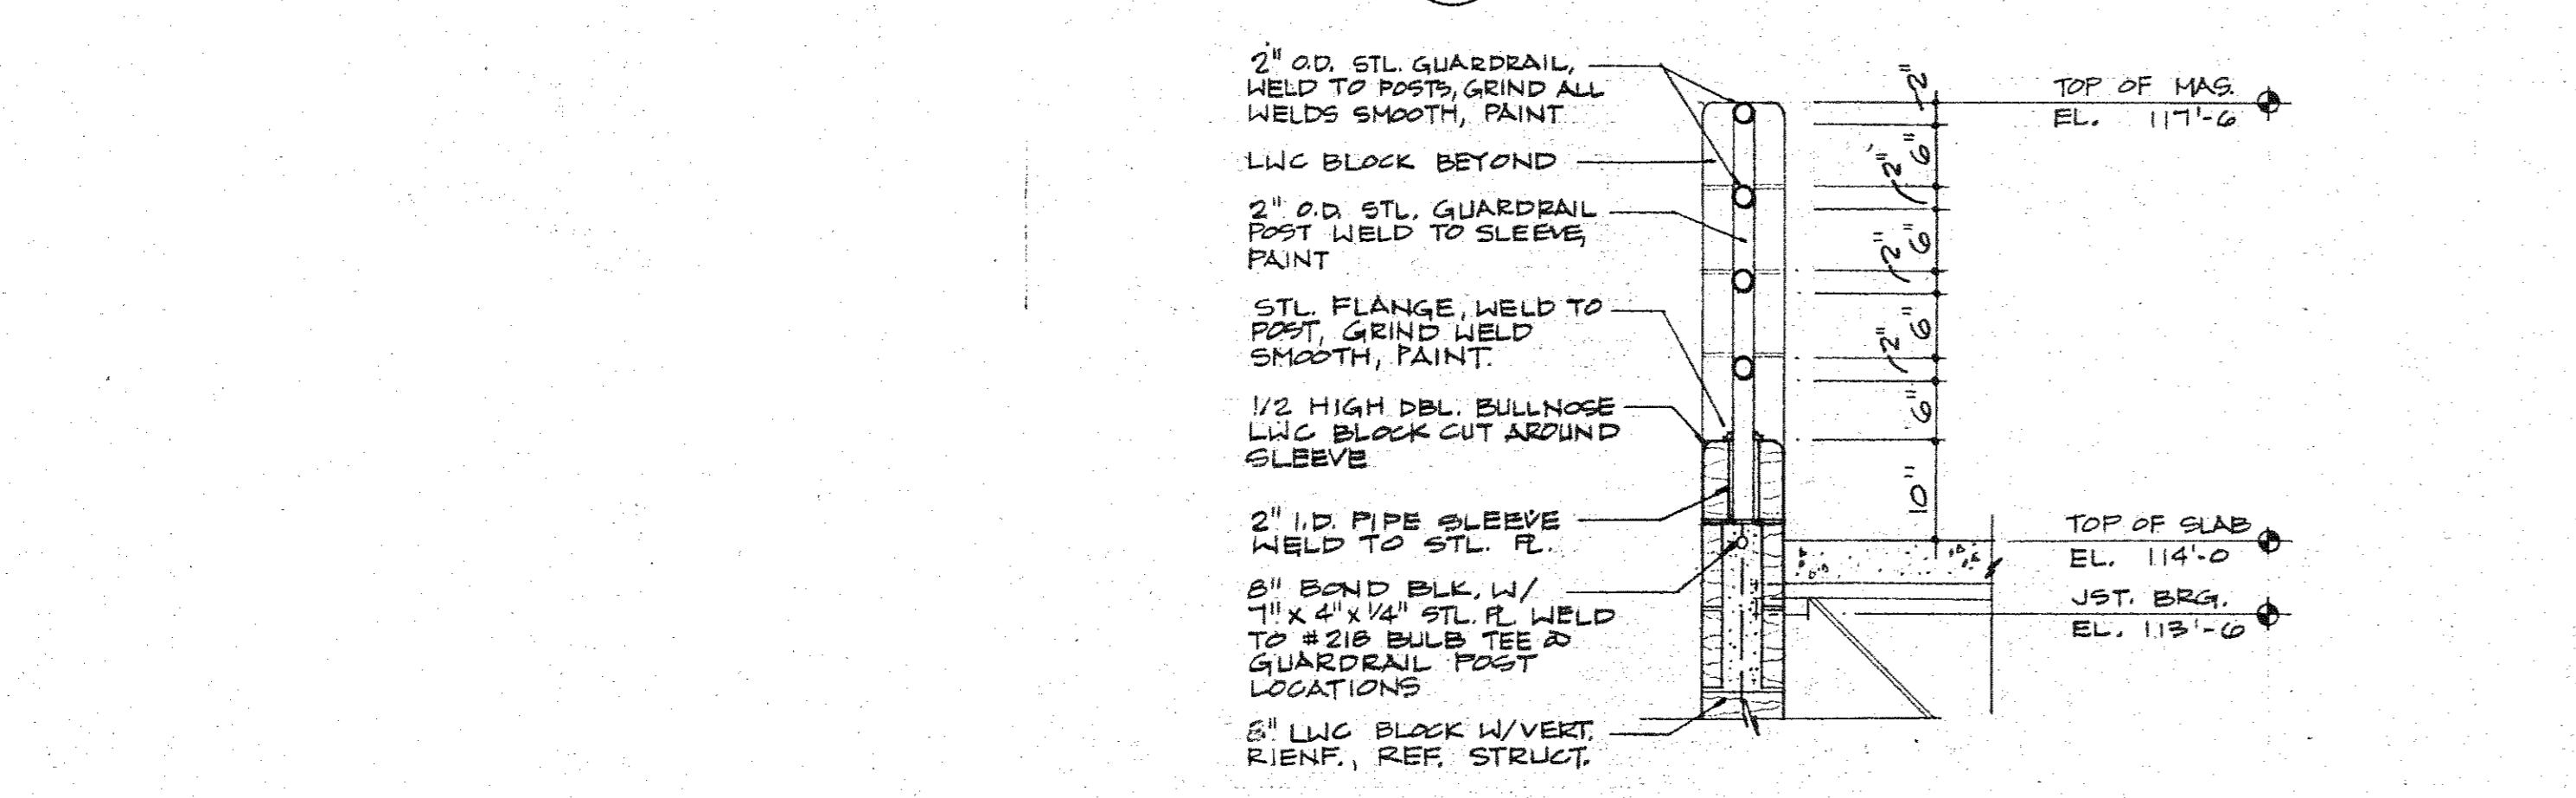 2" O.D. STL. GUARDRAIL,
WELD TO POSTS, GRIND ALL
WELDS SMOOTH, PAINT
LWC BLOCK BEYOND
2" O.D. STL. GUARDRAIL
POST WELD TO SLEEVE,
PAINT
STL. FLANGE, WELD TO
POST, GRIND WELD
SMOOTH, PAINT.
1/2 HIGH DBL. BULLNOSE
LWC BLOCK CUT AROUND
SLEEVE
2" I.D. PIPE SLEEVE
WELD TO STL. PL.
8" BOND BLK. W/
7" X 4" X 1/4" STL. PL WELD
TO #218 BULB TEE @
GUARDRAIL POST
LOCATIONS
8" LWC BLOCK W/VERT.
RIENF., REF. STRUCT.
2"
6"
2"
6"
2"
6"
2"
6"
10"
TOP OF MAS.
EL. 117'-6
TOP OF SLAB
EL. 114'-0
JST. BRG.
EL. 113'-6